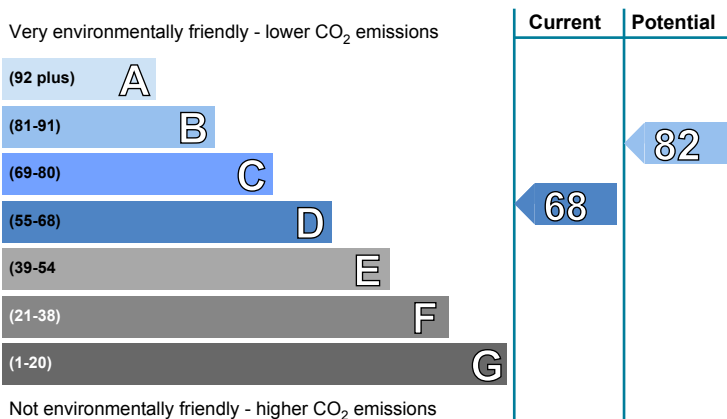 Very environmentally friendly - lower CO2 emissions
Current
Potential
(92 plus) A
(81-91) B
(69-80) C
(55-68) D
(39-54 E
(21-38) F
(1-20) G
82
68
Not environmentally friendly - higher CO2 emissions